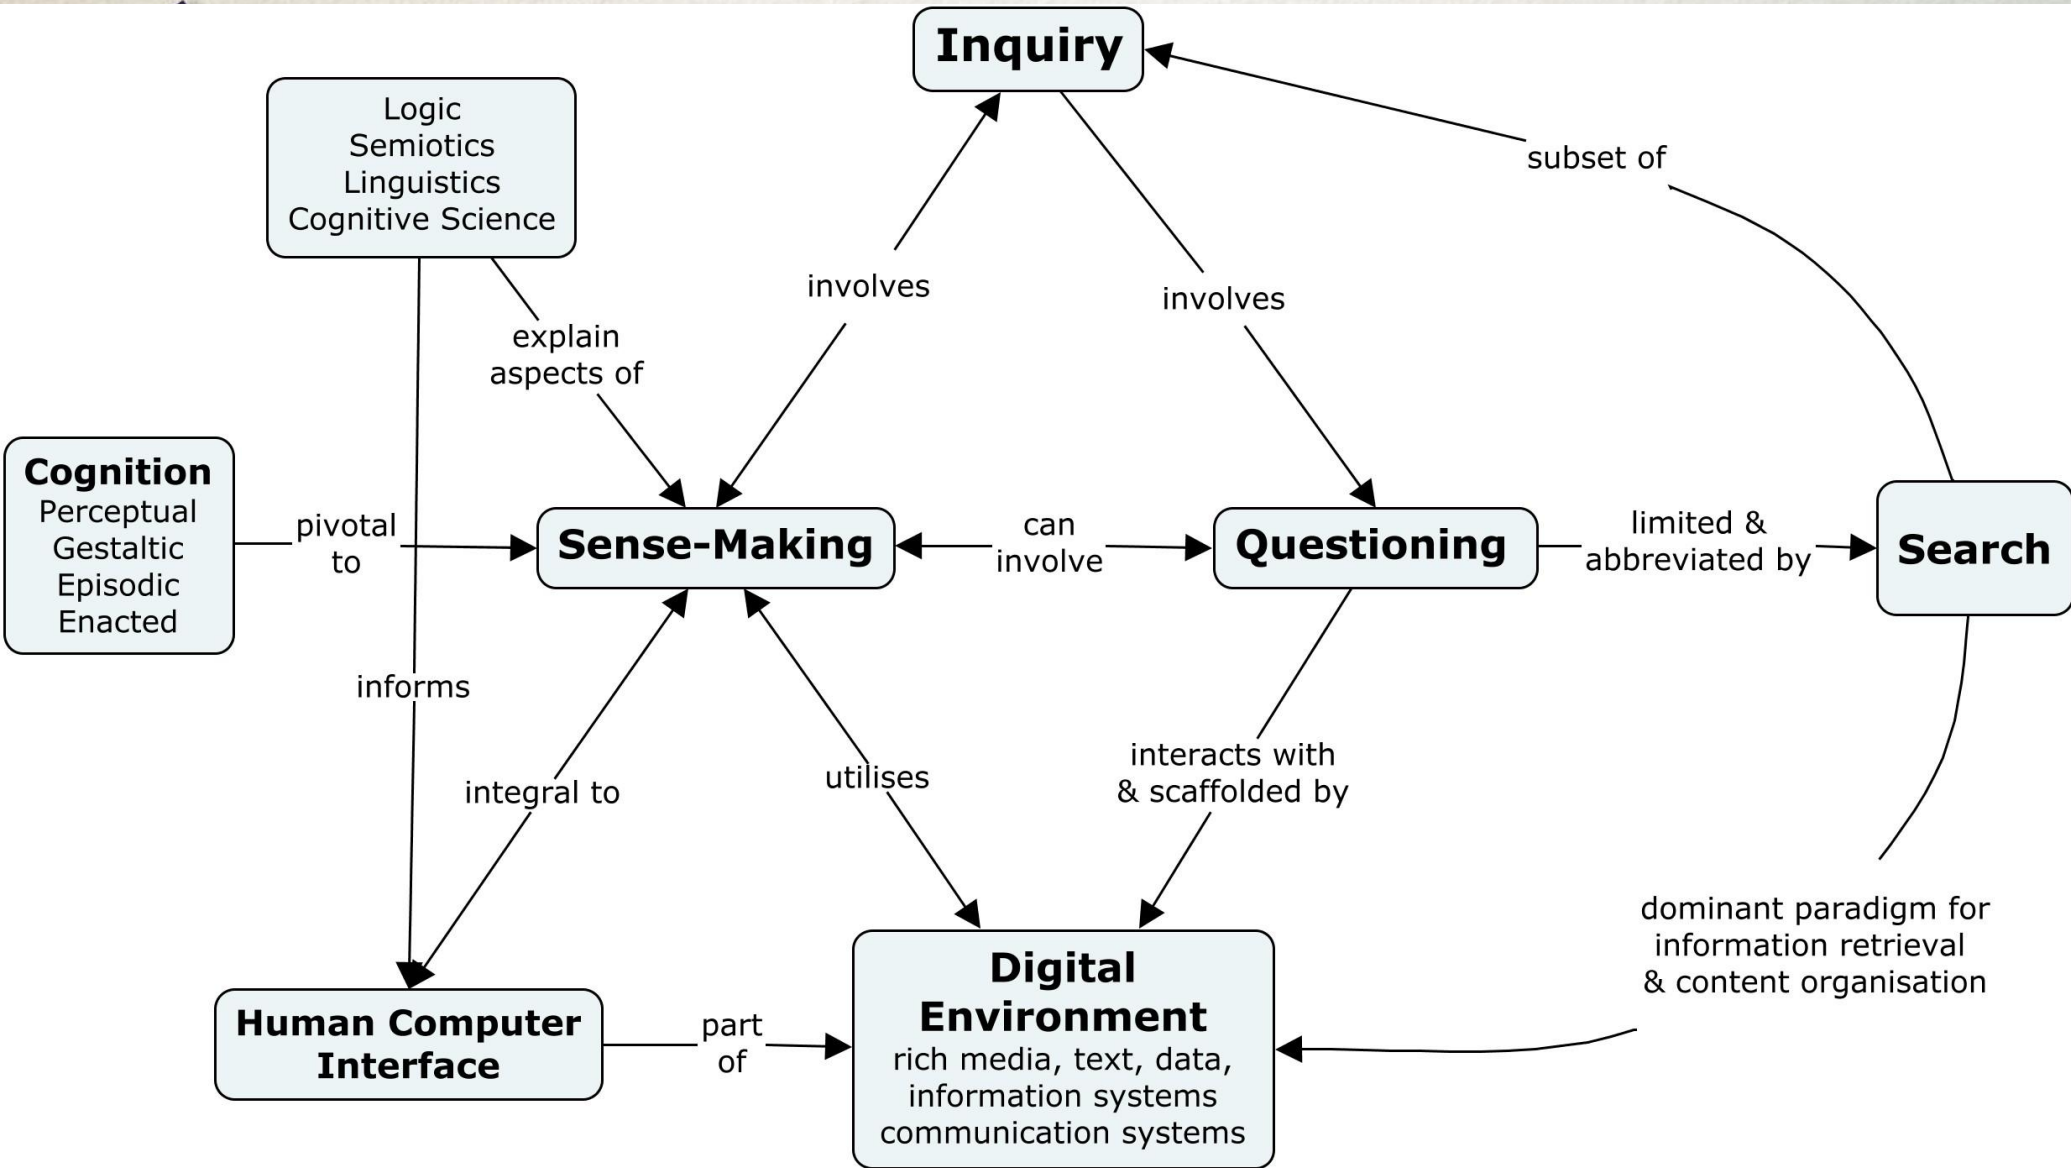 Inquiry
Logic
Semiotics
Linguistics
Cognitive Science
subset of
involves
involves
explain
aspects of
Cognition
Perceptual
Gestaltic
Episodic
Enacted
pivotal
to
Sense-Making
can
involve
Questioning
limited &
abbreviated by
Search
informs
integral to
utilises
interacts with
& scaffolded by
dominant paradigm for
information retrieval
& content organisation
Human Computer
Interface
part
of
Digital
Environment
rich media, text, data,
information systems
communication systems